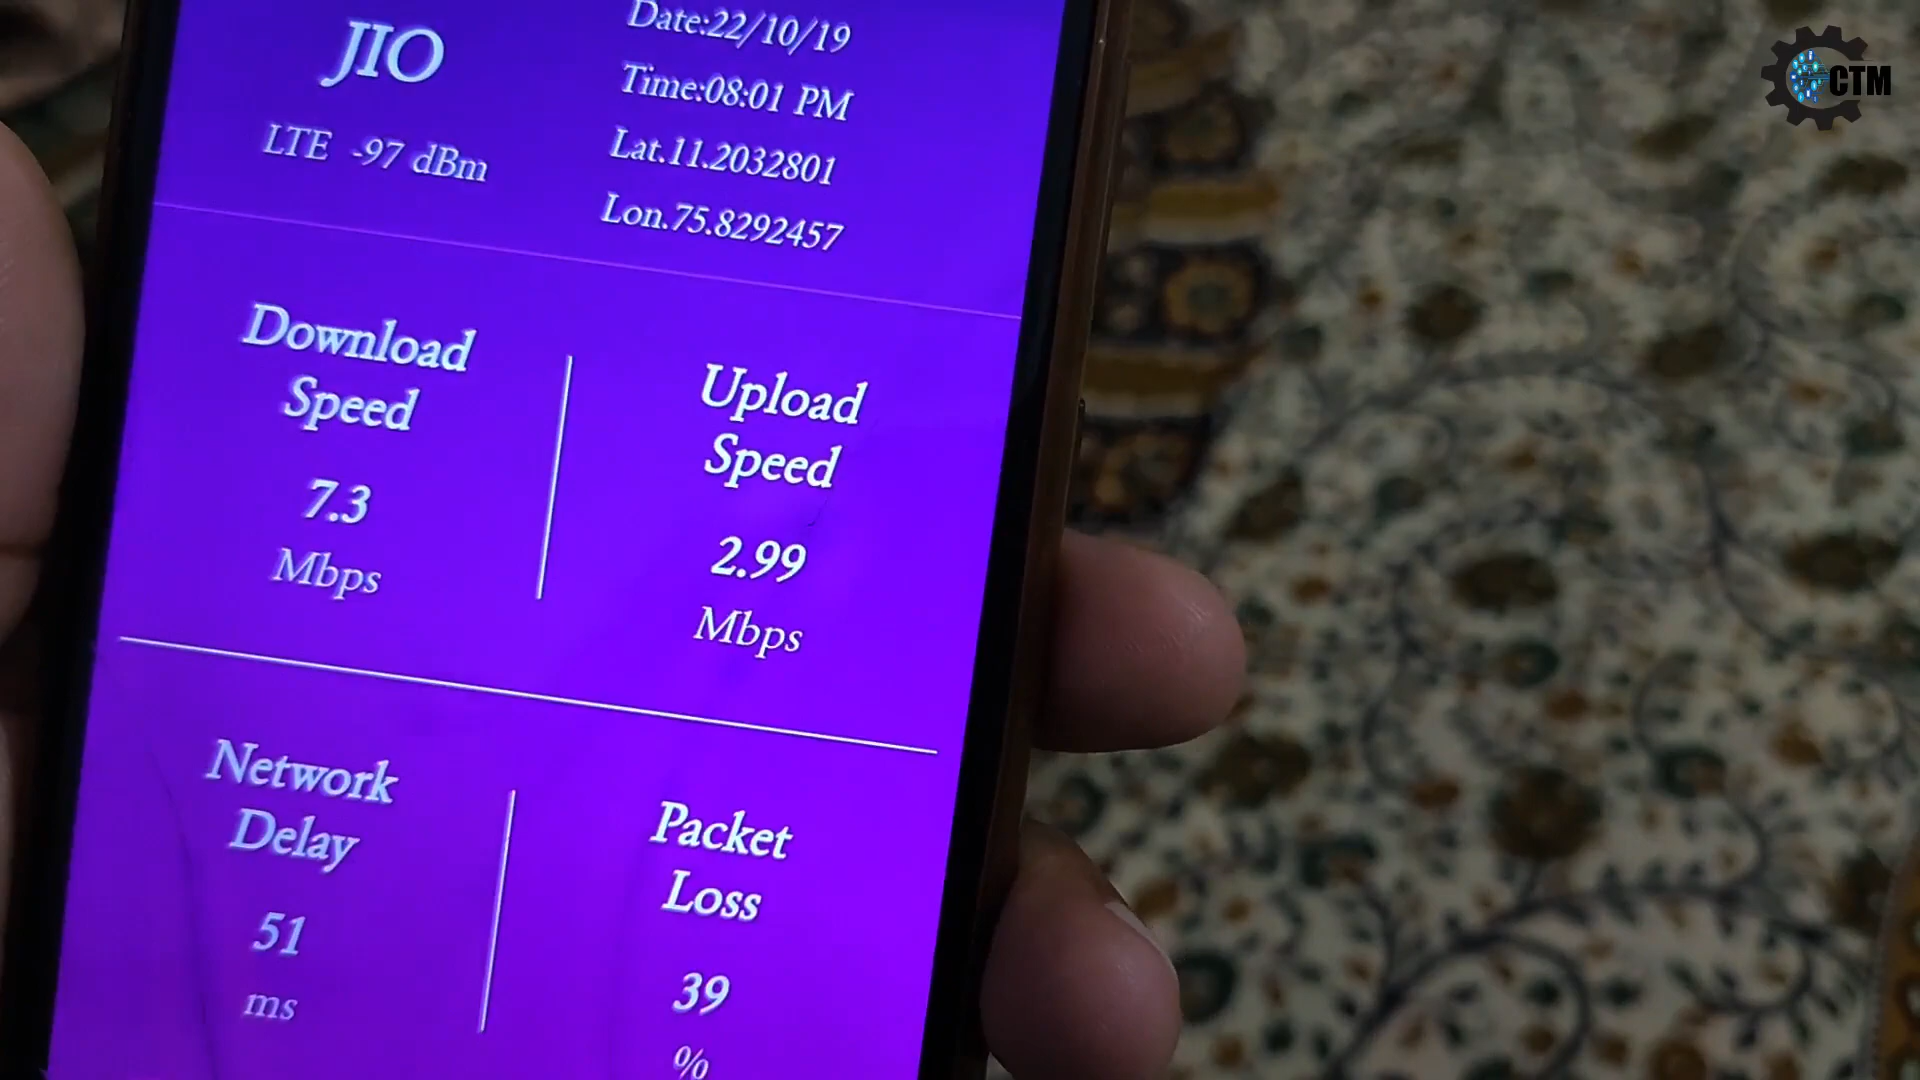 JIO
LTE -97 dBm
Date:22/10/19
Time:08:01 PM
Lat.11.2032801
Lon.75.8292457
Download
Speed
7.3
Mbps
Upload
Speed
2.99
Mbps
Network
Delay
51
ms
Packet
Loss
39
%
CTM